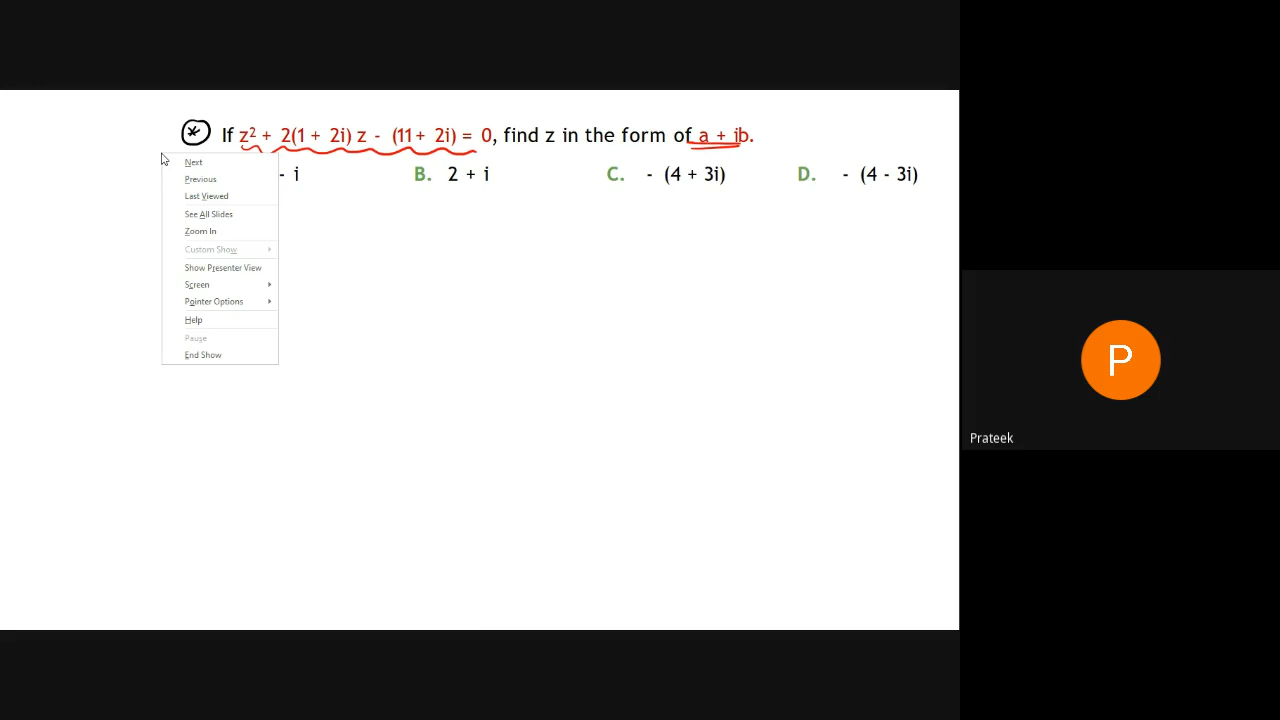 If z² + 2(1 + 2i) z - (11 + 2i) = 0, find z in the form of a + ib.
- i B. 2 + i C. - (4 + 3i) D. - (4 - 3i)
Next
Previous
Last Viewed
See All Slides
Zoom In
Custom Show
Show Presenter View
Screen
Pointer Options
Help
Pause
End Show
P
Prateek